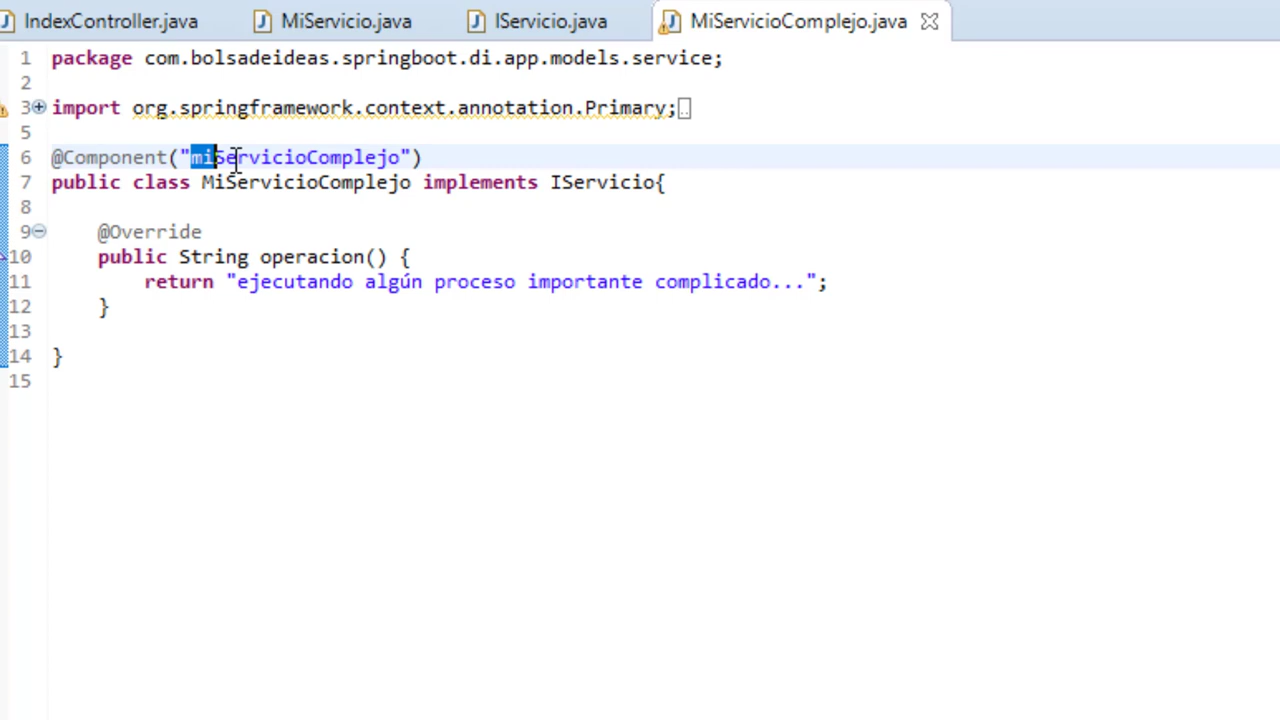 IndexController.java MiServicio.java IServicio.java MiServicioComplejo.java
1 package com.bolsadeideas.springboot.di.app.models.service;
2
3 import org.springframework.context.annotation.Primary;
5
6 @Component("miServicioComplejo")
7 public class MiServicioComplejo implements IServicio{
8
9 @Override
10 public String operacion() {
11 return "ejecutando algún proceso importante complicado...";
12 }
13
14 }
15